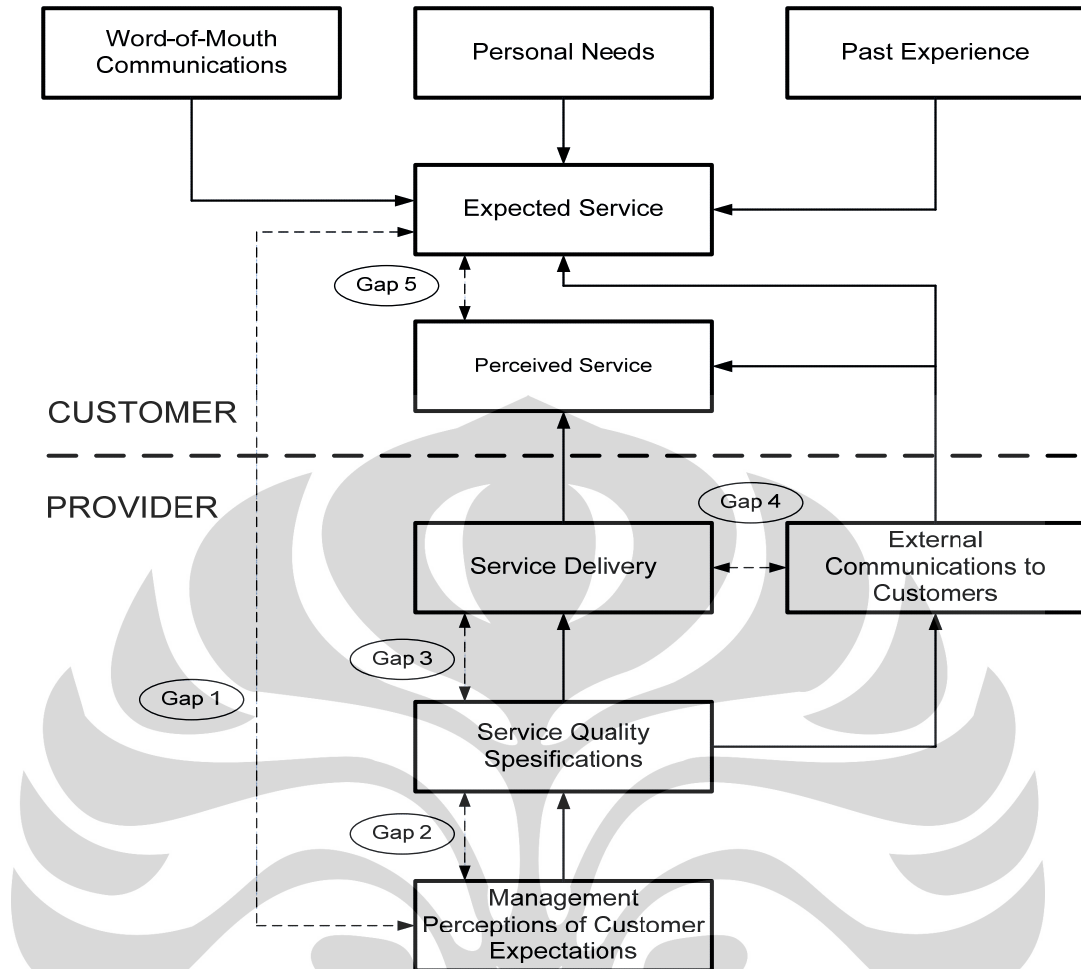 Word-of-Mouth
Communications
Personal Needs
Past Experience
Expected Service
Gap 5
Perceived Service
CUSTOMER
PROVIDER
Gap 4
Service Delivery
External
Communications to
Customers
Gap 3
Gap 1
Service Quality
Spesifications
Gap 2
Management
Perceptions of Customer
Expectations